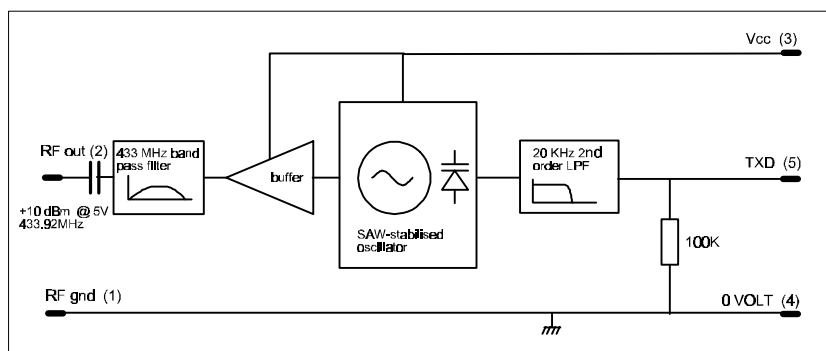 Vcc (3)
RF out (2)
433 MHz band
pass filter
buffer
20 KHz 2nd
order LPF
TXD (5)
+10 dBm @ 5V
433.92MHz
SAW-stabilised
oscillator
100K
RF gnd (1)
0 VOLT (4)